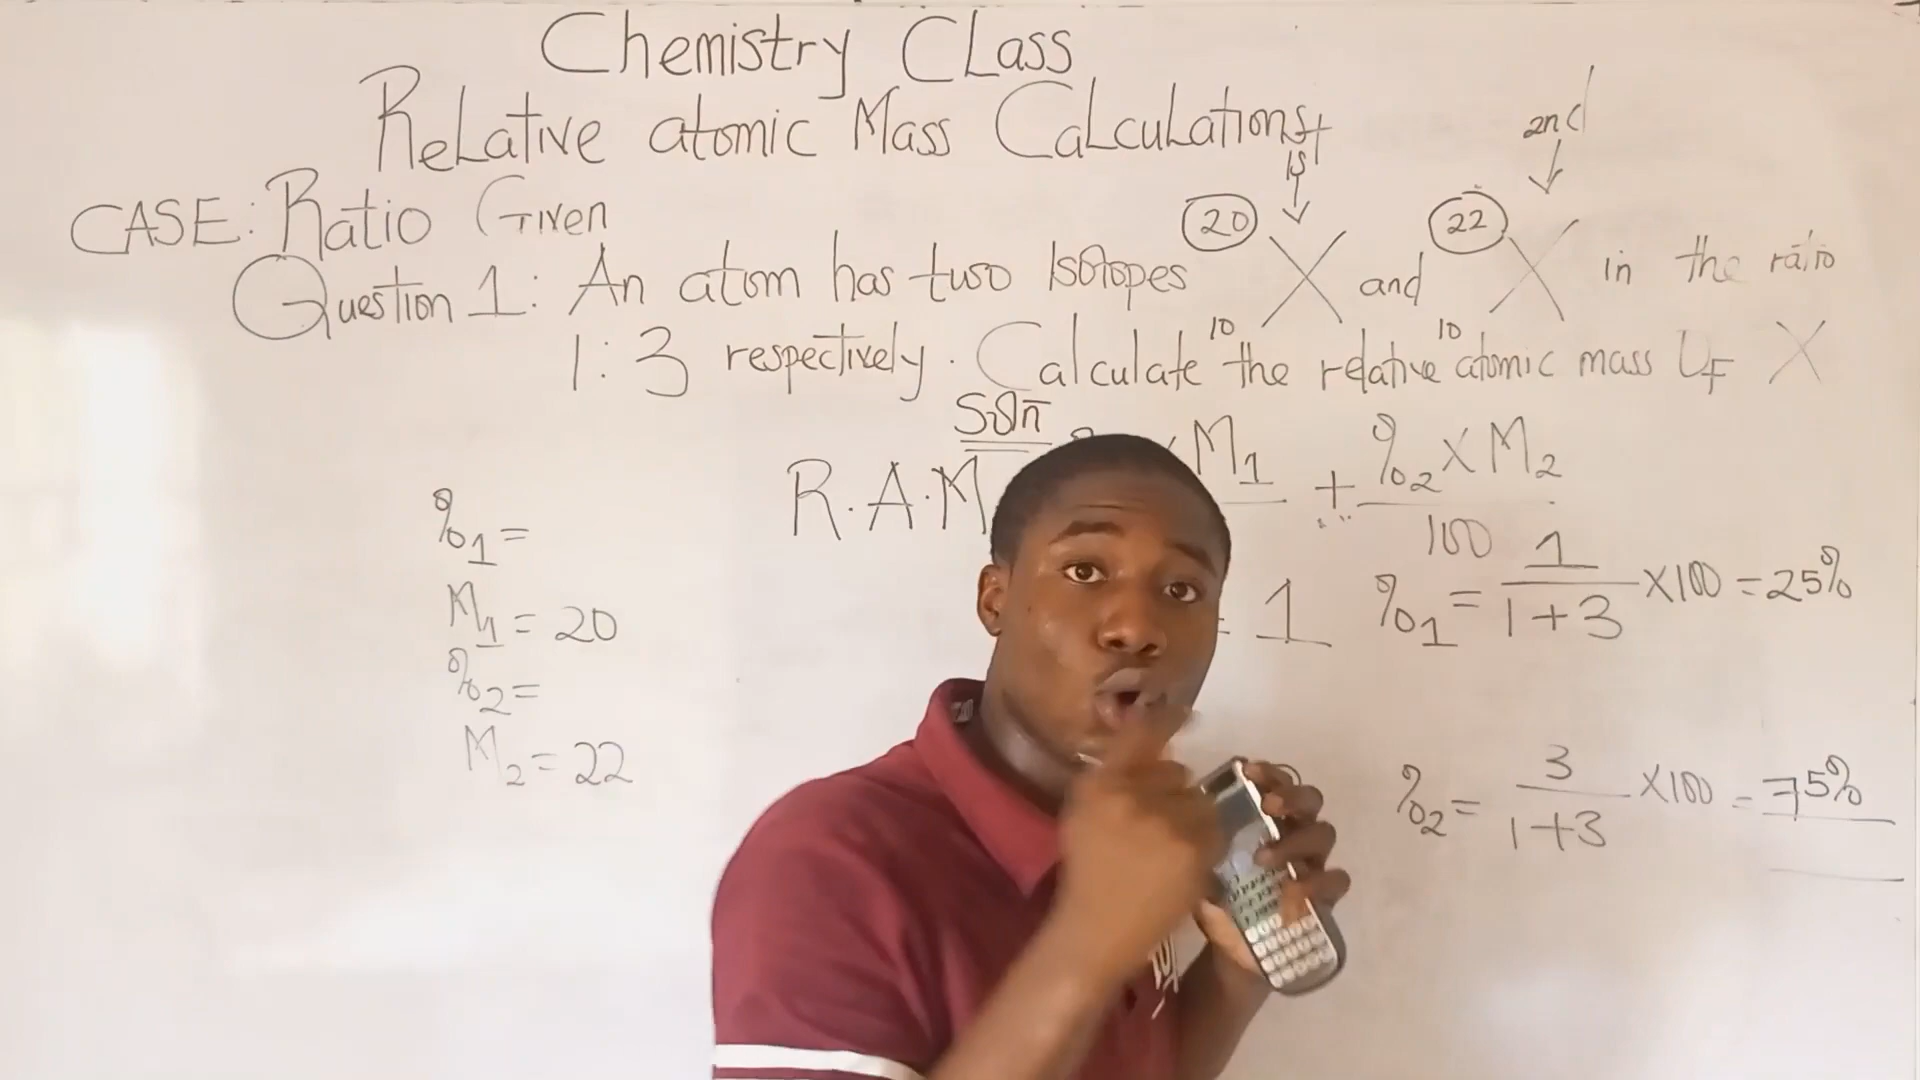 Chemistry CLass
ReLative atomic Mass CaLcuLations
1st
2nd
CASE: Ratio Given
Question 1: An atom has two Isotopes 20 10 X and 22 10 X in the ratio
1:3 respectively. Calculate the relative atomic mass OF X
Soln
R.A.M M1 + %2 x M2
100
%1 =
M1 = 20
%2 =
M2 = 22
= 1 %1 = 1 / 1+3 x100 = 25%
%2 = 3 / 1+3 x100 = 75%